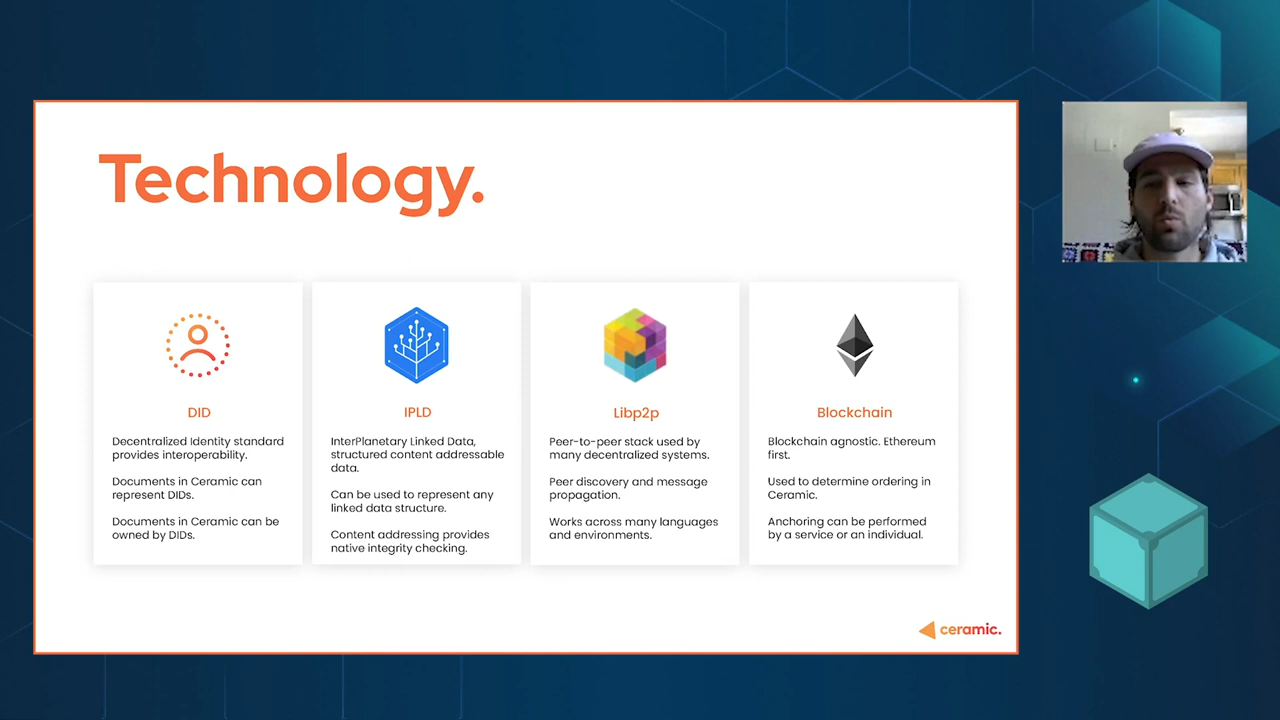 Technology.
DID
Decentralized Identity standard
provides interoperability.
Documents in Ceramic can
represent DIDs.
Documents in Ceramic can be
owned by DIDs.
IPLD
InterPlanetary Linked Data,
structured content addressable
data.
Can be used to represent any
linked data structure.
Content addressing provides
native integrity checking.
Libp2p
Peer-to-peer stack used by
many decentralized systems.
Peer discovery and message
propagation.
Works across many languages
and environments.
Blockchain
Blockchain agnostic. Ethereum
first.
Used to determine ordering in
Ceramic.
Anchoring can be performed
by a service or an individual.
ceramic.